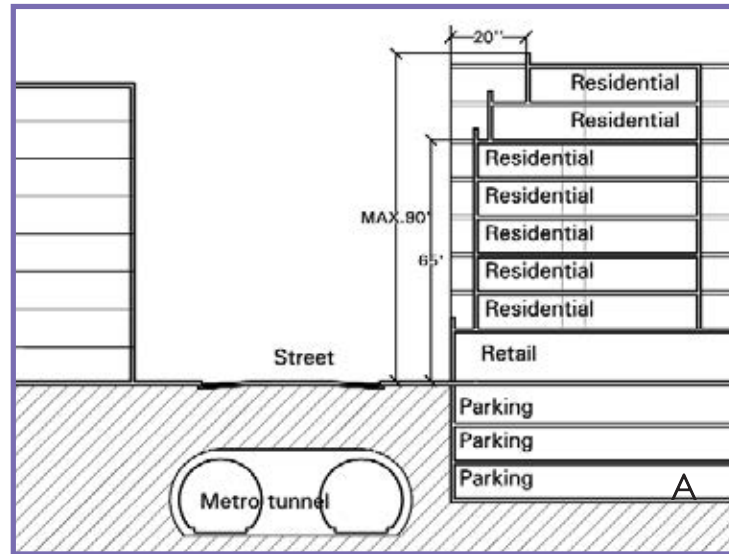 20''
Residential
Residential
Residential
Residential
MAX.90'
Residential
65'
Residential
Residential
Street
Retail
Parking
Parking
Parking
A
Metro tunnel